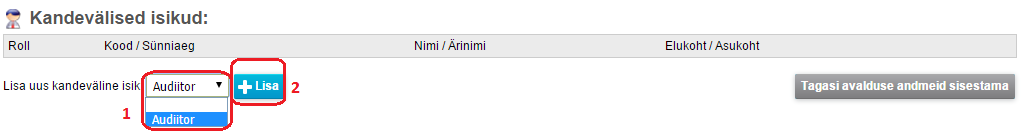 Kandevälised isikud:
Roll Kood / Sünniaeg Nimi / Ärinimi Elukoht / Asukoht
Lisa uus kandeväline isik: Audiitor Lisa 2 Tagasi avalduse andmeid sisestama
1 Audiitor